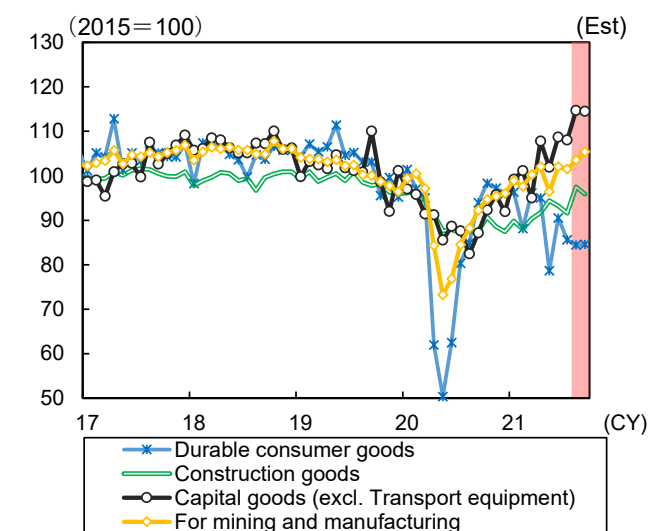 （2015＝100）
(Est)
130
120
110
100
90
80
70
60
50
17 18 19 20 21 (CY)
Durable consumer goods
Construction goods
Capital goods (excl. Transport equipment)
For mining and manufacturing